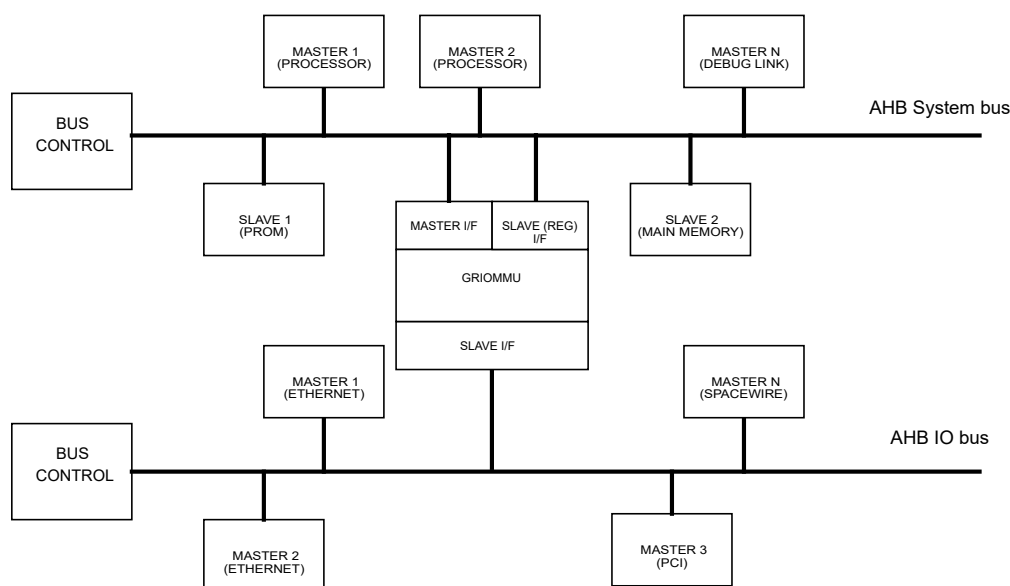 MASTER 1
(PROCESSOR)
MASTER 2
(PROCESSOR)
MASTER N
(DEBUG LINK)
AHB System bus
BUS
CONTROL
SLAVE 1
(PROM)
MASTER I/F
SLAVE (REG)
I/F
SLAVE 2
(MAIN MEMORY)
GRIOMMU
SLAVE I/F
MASTER 1
(ETHERNET)
MASTER N
(SPACEWIRE)
AHB IO bus
BUS
CONTROL
MASTER 2
(ETHERNET)
MASTER 3
(PCI)